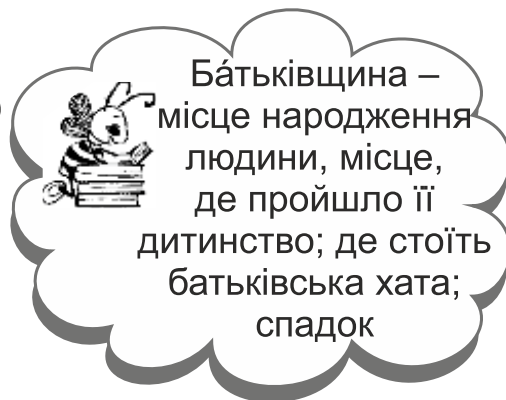 Ба́тьківщина –
місце народження
людини, місце,
де пройшло її
дитинство; де стоїть
батьківська хата;
спадок